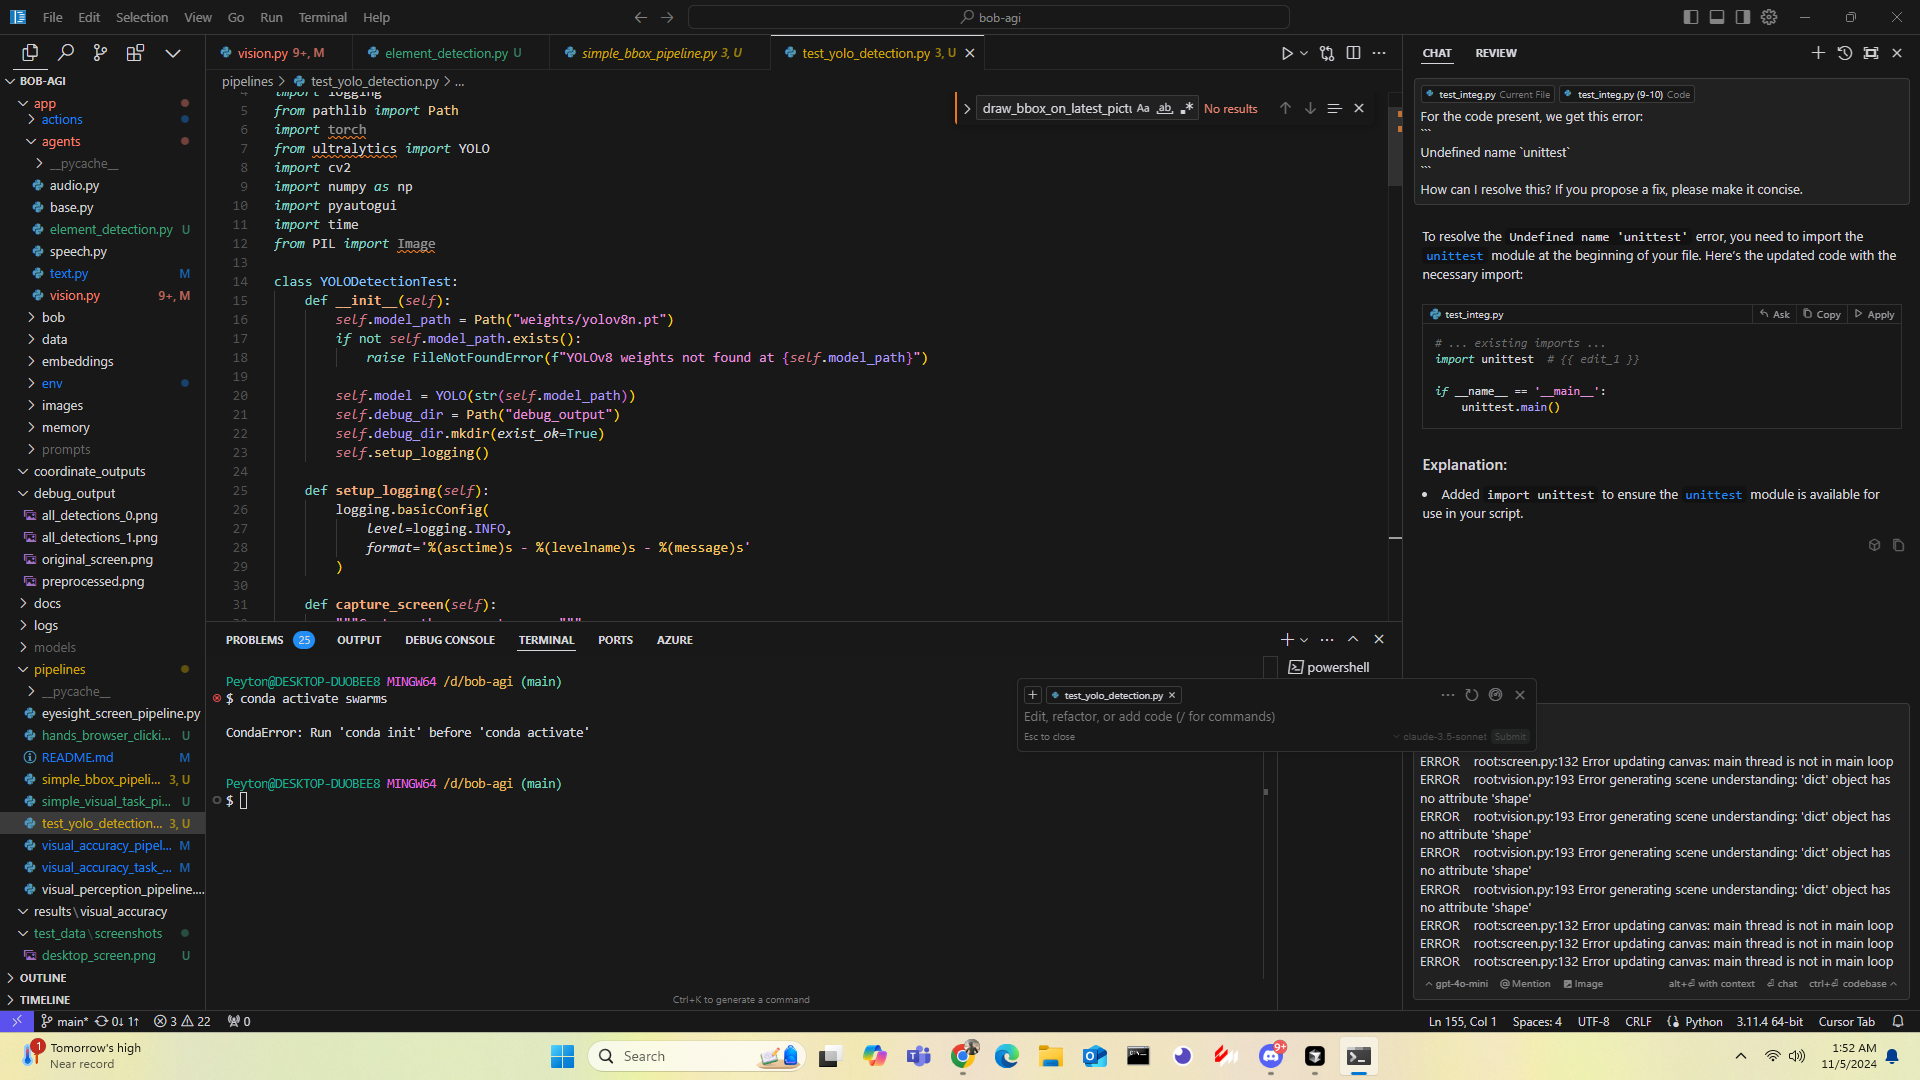 File Edit Selection View Go Run Terminal Help
bob-agi
BOB-AGI
app
actions
agents
__pycache__
audio.py
base.py
element_detection.py U
speech.py
text.py M
vision.py 9+, M
bob
data
embeddings
env
images
memory
prompts
coordinate_outputs
debug_output
all_detections_0.png
all_detections_1.png
original_screen.png
preprocessed.png
docs
logs
models
pipelines
__pycache__
eyesight_screen_pipeline.py
hands_browser_clicki... U
README.md M
simple_bbox_pipeli... 3, U
simple_visual_task_pi... U
test_yolo_detection... 3, U
visual_accuracy_pipel... M
visual_accuracy_task_... M
visual_perception_pipeline....
results\visual_accuracy
test_data\screenshots
desktop_screen.png U
OUTLINE
TIMELINE
vision.py 9+, M element_detection.py U simple_bbox_pipeline.py 3, U test_yolo_detection.py 3, U
pipelines > test_yolo_detection.py > ...
draw_bbox_on_latest_pictu Aa ab .* No results
4 import logging
5 from pathlib import Path
6 import torch
7 from ultralytics import YOLO
8 import cv2
9 import numpy as np
10 import pyautogui
11 import time
12 from PIL import Image
13
14 class YOLODetectionTest:
15 def __init__(self):
16 self.model_path = Path("weights/yolov8n.pt")
17 if not self.model_path.exists():
18 raise FileNotFoundError(f"YOLOv8 weights not found at {self.model_path}")
19
20 self.model = YOLO(str(self.model_path))
21 self.debug_dir = Path("debug_output")
22 self.debug_dir.mkdir(exist_ok=True)
23 self.setup_logging()
24
25 def setup_logging(self):
26 logging.basicConfig(
27 level=logging.INFO,
28 format='%(asctime)s - %(levelname)s - %(message)s'
29 )
30
31 def capture_screen(self):
PROBLEMS 25 OUTPUT DEBUG CONSOLE TERMINAL PORTS AZURE
powershell
Peyton@DESKTOP-DUOBEE8 MINGW64 /d/bob-agi (main)
$ conda activate swarms
CondaError: Run 'conda init' before 'conda activate'
Peyton@DESKTOP-DUOBEE8 MINGW64 /d/bob-agi (main)
$
Ctrl+K to generate a command
test_yolo_detection.py
Edit, refactor, or add code (/ for commands)
Esc to close
claude-3.5-sonnet Submit
CHAT REVIEW
test_integ.py Current File test_integ.py (9-10) Code
For the code present, we get this error:
```
Undefined name `unittest`
```
How can I resolve this? If you propose a fix, please make it concise.
To resolve the Undefined name 'unittest' error, you need to import the
unittest module at the beginning of your file. Here's the updated code with the
necessary import:
test_integ.py Ask Copy Apply
# ... existing imports ...
import unittest # {{ edit_1 }}
if __name__ == '__main__':
unittest.main()
Explanation:
• Added import unittest to ensure the unittest module is available for
use in your script.
ERROR root:screen.py:132 Error updating canvas: main thread is not in main loop
ERROR root:vision.py:193 Error generating scene understanding: 'dict' object has
no attribute 'shape'
ERROR root:vision.py:193 Error generating scene understanding: 'dict' object has
no attribute 'shape'
ERROR root:vision.py:193 Error generating scene understanding: 'dict' object has
no attribute 'shape'
ERROR root:vision.py:193 Error generating scene understanding: 'dict' object has
no attribute 'shape'
ERROR root:screen.py:132 Error updating canvas: main thread is not in main loop
ERROR root:screen.py:132 Error updating canvas: main thread is not in main loop
ERROR root:screen.py:132 Error updating canvas: main thread is not in main loop
gpt-4o-mini @ Mention Image alt+⏎ with context ⏎ chat ctrl+⏎ codebase
main* 0↓ 1↑ 3 22 0
Ln 155, Col 1 Spaces: 4 UTF-8 CRLF Python 3.11.4 64-bit Cursor Tab
1 Tomorrow's high
Near record
Search
9+
1:52 AM
11/5/2024